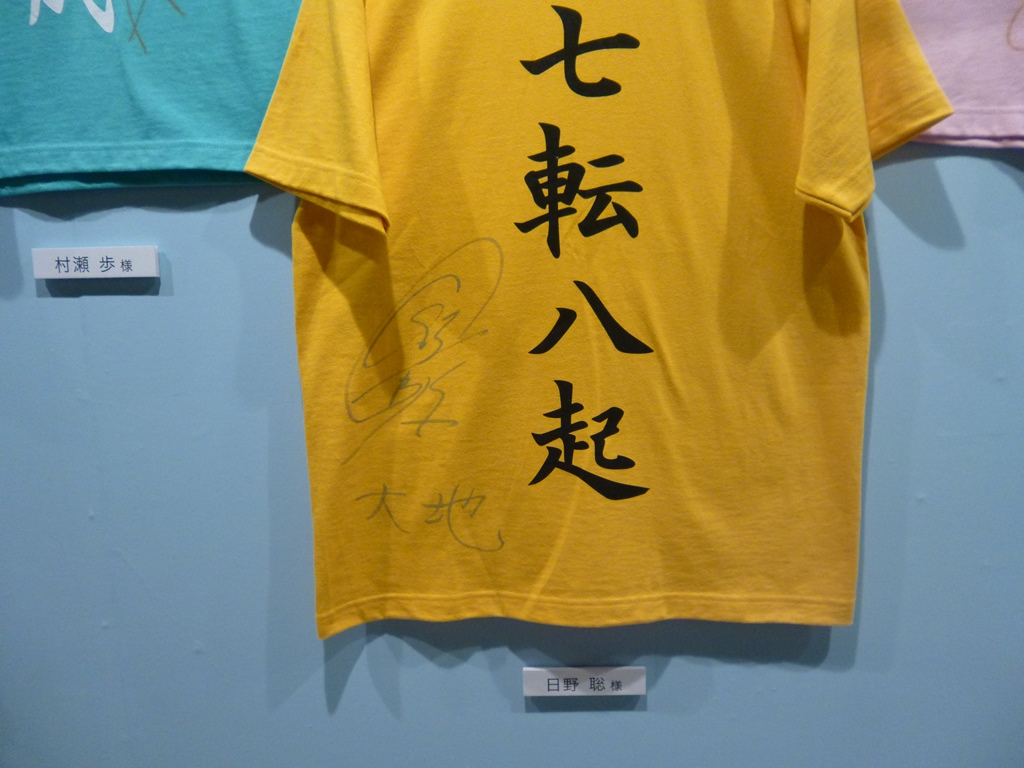 七転八起
村瀬 歩 様
大地
日野 聡 様